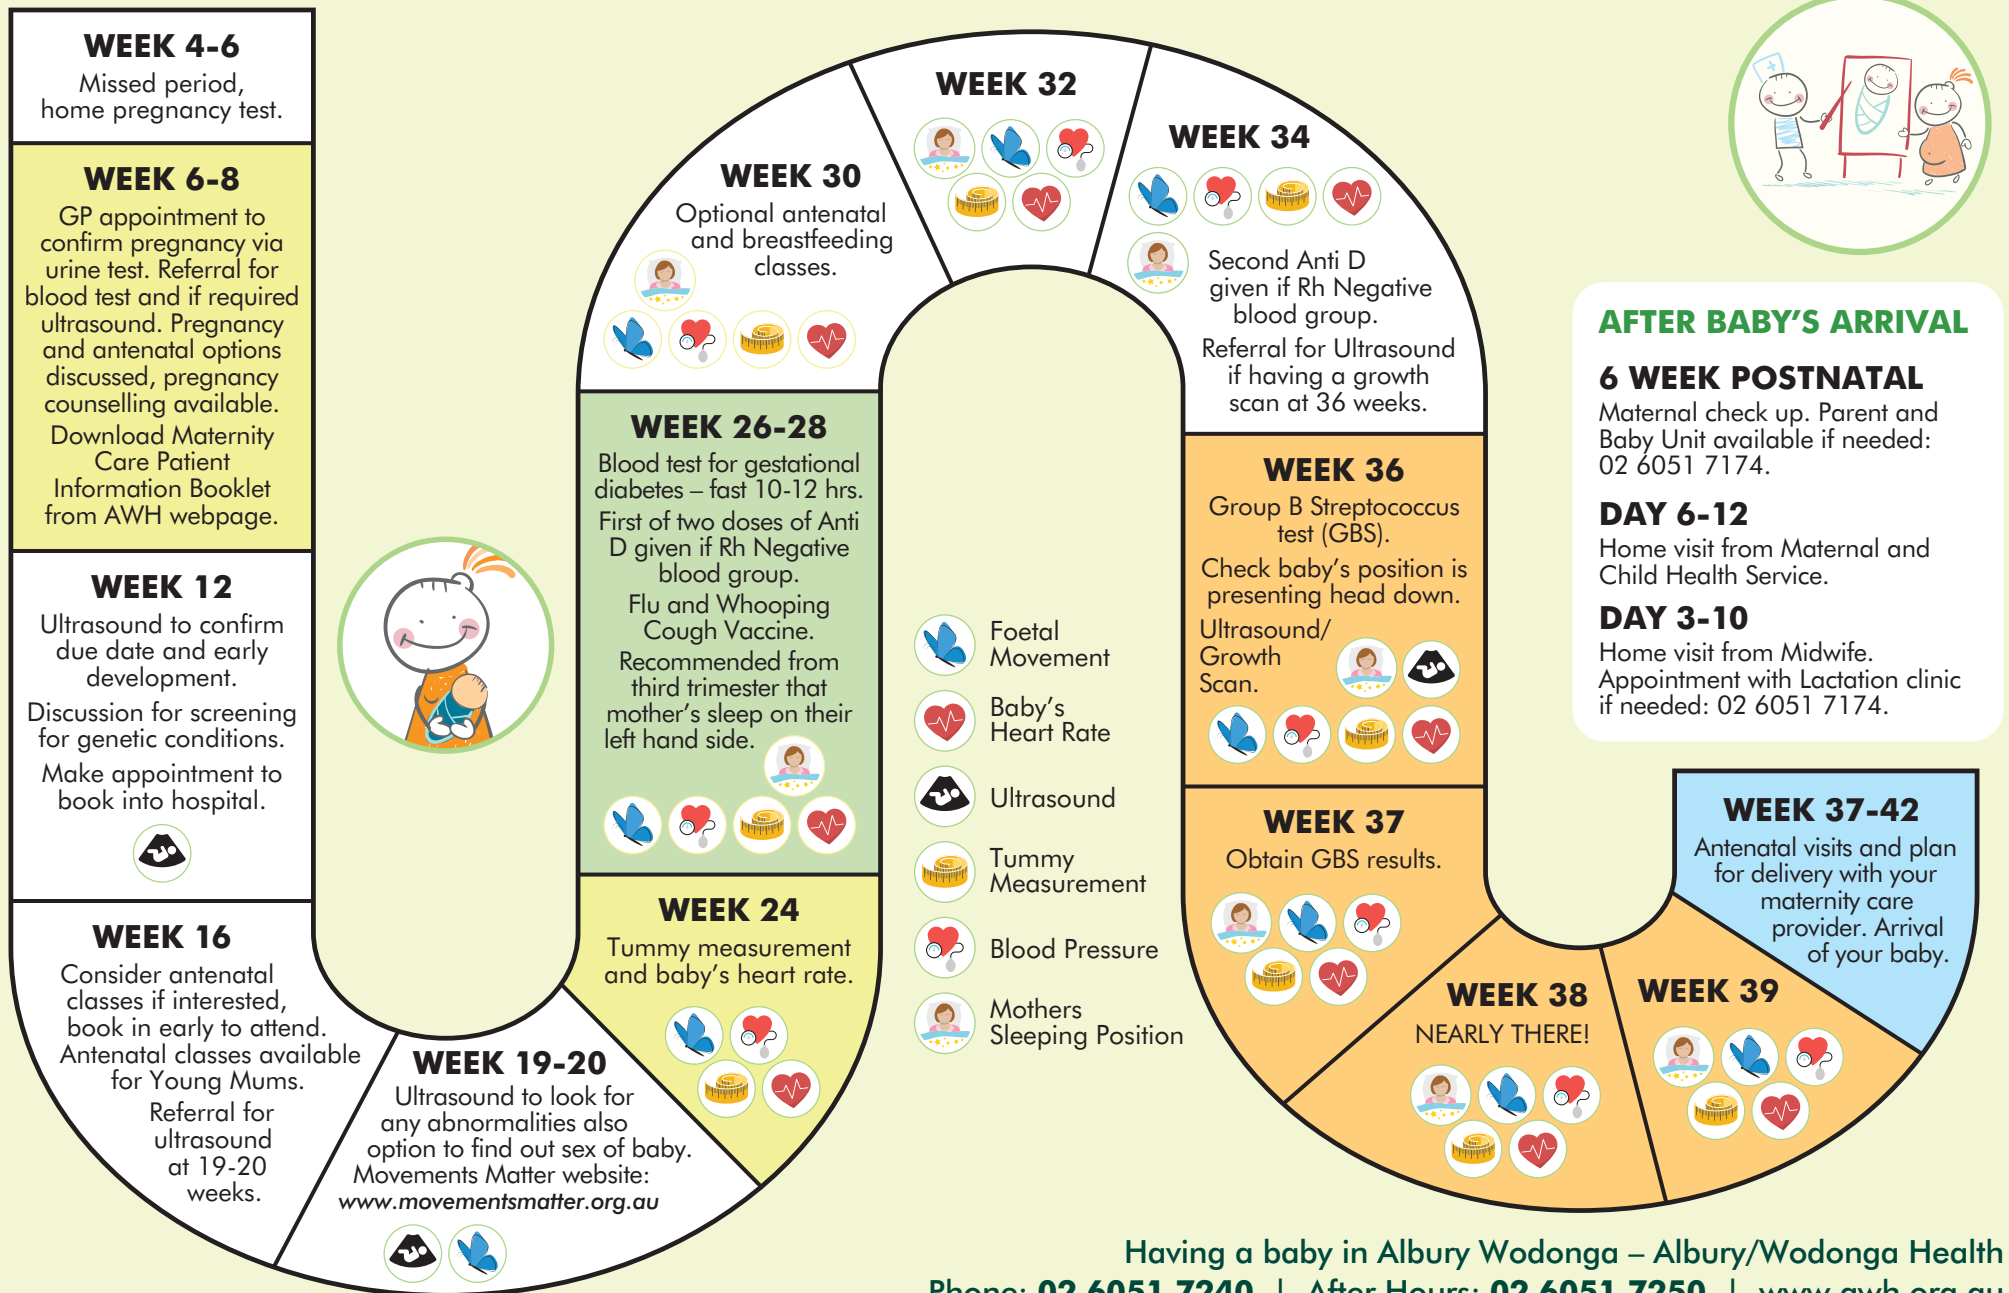 WEEK 4-6
Missed period,
home pregnancy test.
WEEK 6-8
GP appointment to
confirm pregnancy via
urine test. Referral for
blood test and if required
ultrasound. Pregnancy
and antenatal options
discussed, pregnancy
counselling available.
Download Maternity
Care Patient
Information Booklet
from AWH webpage.
WEEK 12
Ultrasound to confirm
due date and early
development.
Discussion for screening
for genetic conditions.
Make appointment to
book into hospital.
WEEK 16
Consider antenatal
classes if interested,
book in early to attend.
Antenatal classes available
for Young Mums.
Referral for
ultrasound
at 19-20
weeks.
WEEK 19-20
Ultrasound to look for
any abnormalities also
option to find out sex of baby.
Movements Matter website:
www.movementsmatter.org.au
WEEK 24
Tummy measurement
and baby's heart rate.
WEEK 26-28
Blood test for gestational
diabetes – fast 10-12 hrs.
First of two doses of Anti
D given if Rh Negative
blood group.
Flu and Whooping
Cough Vaccine.
Recommended from
third trimester that
mother's sleep on their
left hand side.
WEEK 30
Optional antenatal
and breastfeeding
classes.
WEEK 32
WEEK 34
Second Anti D
given if Rh Negative
blood group.
Referral for Ultrasound
if having a growth
scan at 36 weeks.
WEEK 36
Group B Streptococcus
test (GBS).
Check baby's position is
presenting head down.
Ultrasound/
Growth
Scan.
WEEK 37
Obtain GBS results.
WEEK 38
NEARLY THERE!
WEEK 39
WEEK 37-42
Antenatal visits and plan
for delivery with your
maternity care
provider. Arrival
of your baby.
Foetal
Movement
Baby's
Heart Rate
Ultrasound
Tummy
Measurement
Blood Pressure
Mothers
Sleeping Position
AFTER BABY'S ARRIVAL
6 WEEK POSTNATAL
Maternal check up. Parent and
Baby Unit available if needed:
02 6051 7174.
DAY 6-12
Home visit from Maternal and
Child Health Service.
DAY 3-10
Home visit from Midwife.
Appointment with Lactation clinic
if needed: 02 6051 7174.
Having a baby in Albury Wodonga – Albury/Wodonga Health
Phone: 02 6051 7240 | After Hours: 02 6051 7250 | www.awh.org.au